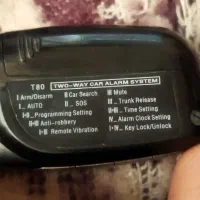 T80 TWO-WAY CAR ALARM SYSTEM
I Arm/Disarm II Car Search III Mute
I.. AUTO II .. SOS III ... Trunk Release
I+II ...Programming Setting II+III ... Time Setting
I+III Anti-robbery IV... Alarm Clock Setting
I+III Remote Vibration I+IV... Key Lock/Unlock